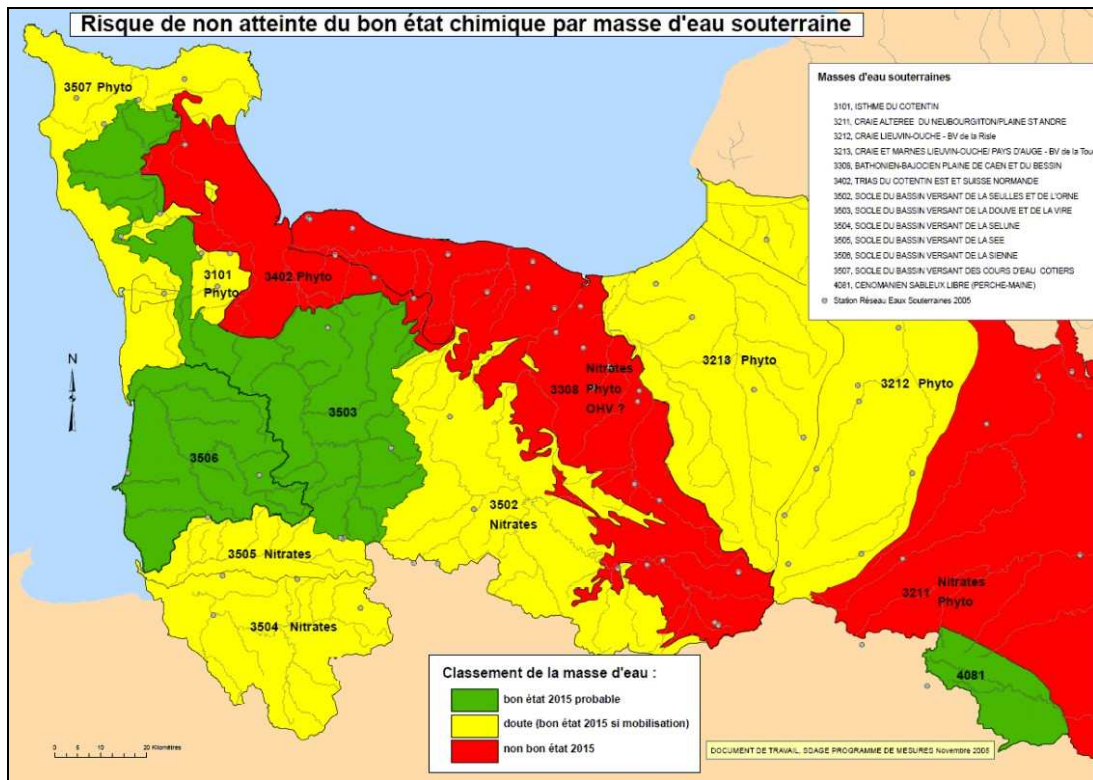 Risque de non atteinte du bon état chimique par masse d'eau souterraine
3507 Phyto
Masses d'eau souterraines
3101, ISTHME DU COTENTIN
3211, CRAIE ALTEREE DU NEUBOURG/ITON/PLAINE ST ANDRE
3212, CRAIE LIEUVIN-OUCHE - BV de la Risle
3213, CRAIE ET MARNES LIEUVIN-OUCHE/ PAYS D'AUGE - BV de la Tou
3308, BATHONIEN-BAJOCIEN PLAINE DE CAEN ET DU BESSIN
3402, TRIAS DU COTENTIN EST ET SUISSE NORMANDE
3502, SOCLE DU BASSIN VERSANT DE LA SEULLES ET DE L'ORNE
3503, SOCLE DU BASSIN VERSANT DE LA DOUVE ET DE LA VIRE
3504, SOCLE DU BASSIN VERSANT DE LA SELUNE
3505, SOCLE DU BASSIN VERSANT DE LA SEE
3506, SOCLE DU BASSIN VERSANT DE LA SIENNE
3507, SOCLE DU BASSIN VERSANT DES COURS D'EAU COTIERS
4081, CENOMANIEN SABLEUX LIBRE (PERCHE-MAINE)
Station Réseau Eaux Souterraines 2005
3101
Phyto
3402 Phyto
N
3213 Phyto
3212 Phyto
Nitrates
3308 Phyto
OHV ?
3503
3506
3502
Nitrates
3505 Nitrates
3504 Nitrates
Nitrates
3211
Phyto
4081
Classement de la masse d'eau :
bon état 2015 probable
doute (bon état 2015 si mobilisation)
non bon état 2015
0 5 10 20 Kilomètres
DOCUMENT DE TRAVAIL, SDAGE PROGRAMME DE MESURES Novembre 2006